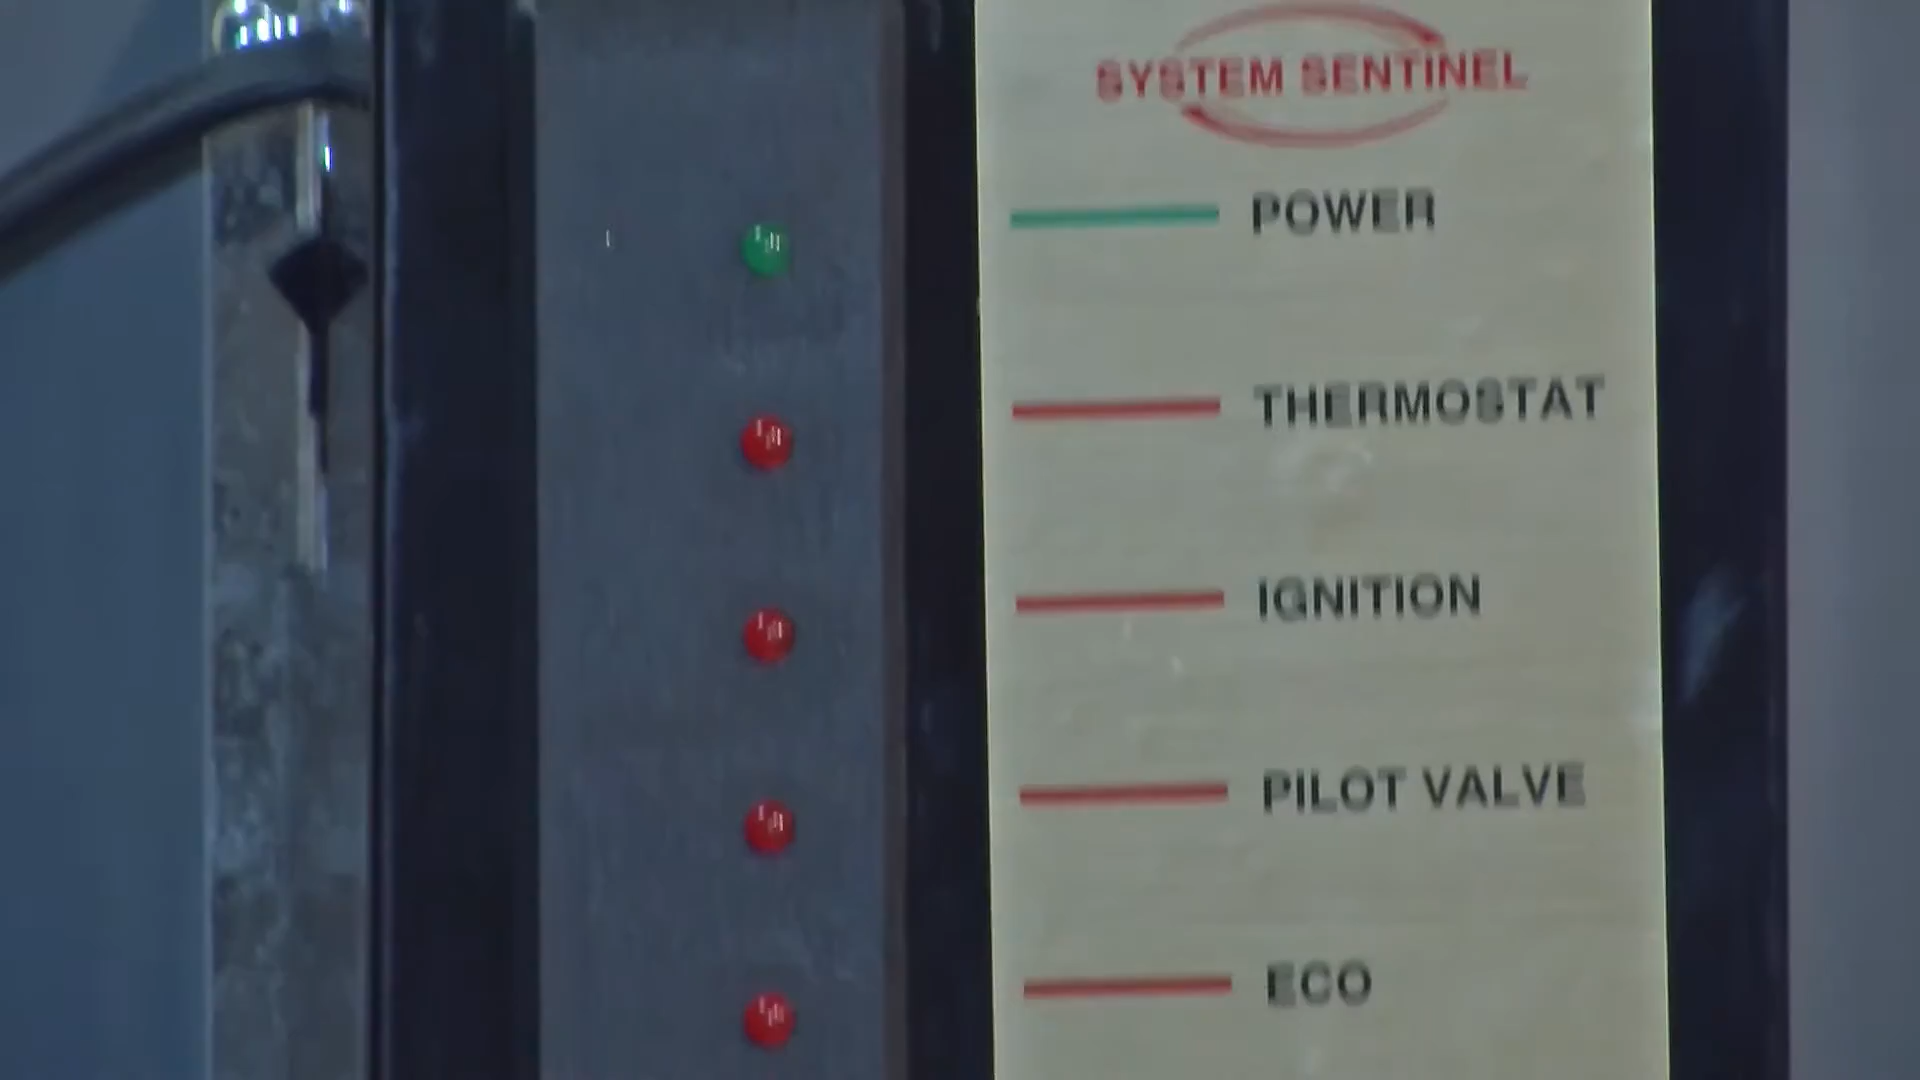 SYSTEM SENTINEL
POWER
THERMOSTAT
IGNITION
PILOT VALVE
ECO